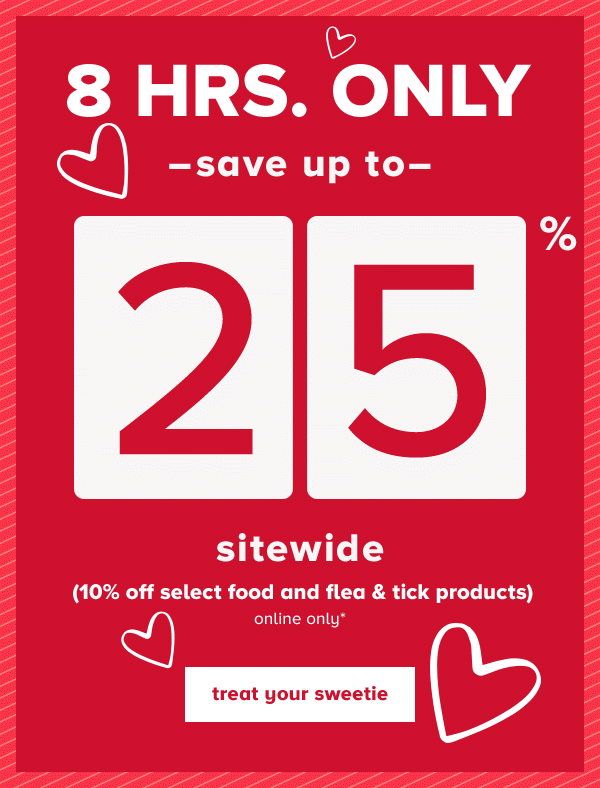 8 HRS. ONLY
–save up to–
25%
sitewide
(10% off select food and flea & tick products)
online only*
treat your sweetie